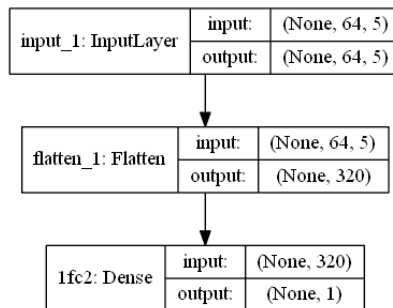 input_1: InputLayer
input: (None, 64, 5)
output: (None, 64, 5)
flatten_1: Flatten
input: (None, 64, 5)
output: (None, 320)
1fc2: Dense
input: (None, 320)
output: (None, 1)